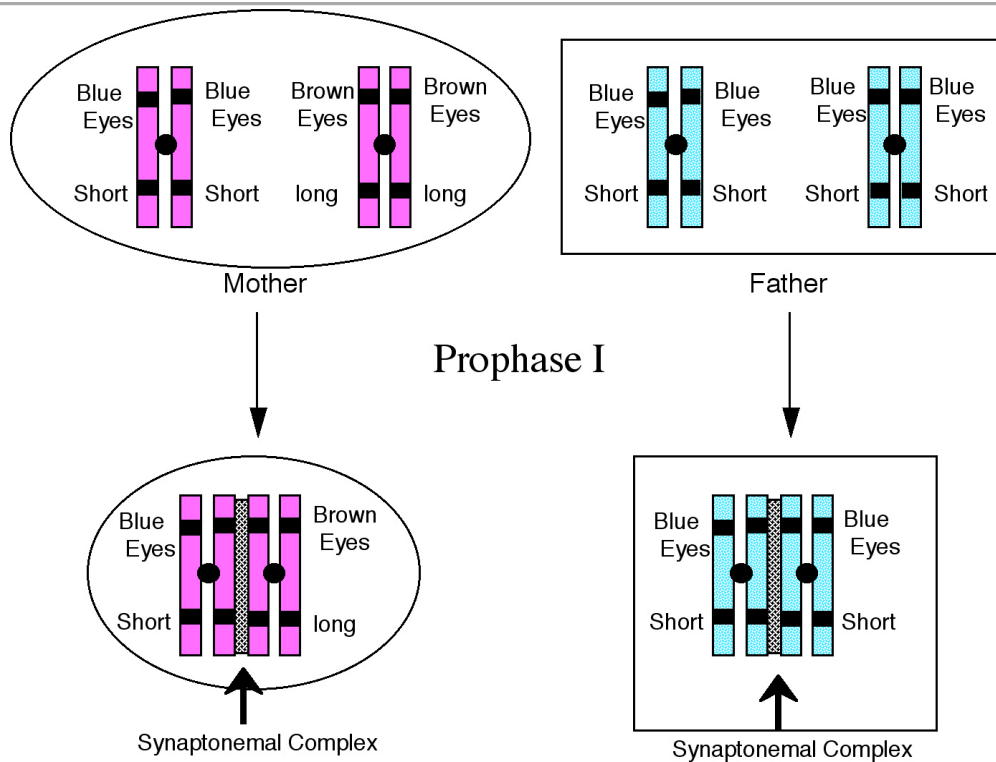 Blue
Eyes
Blue
Eyes
Brown
Eyes
Brown
Eyes
Short
Short
long
long
Mother
Blue
Eyes
Blue
Eyes
Blue
Eyes
Blue
Eyes
Short
Short
Short
Short
Father
Prophase I
Blue
Eyes
Brown
Eyes
Short
long
Synaptonemal Complex
Blue
Eyes
Blue
Eyes
Short
Short
Synaptonemal Complex